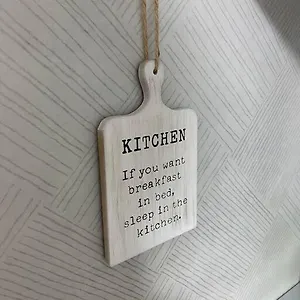 KITCHEN
If you want
breakfast
in bed,
sleep in the
kitchen.